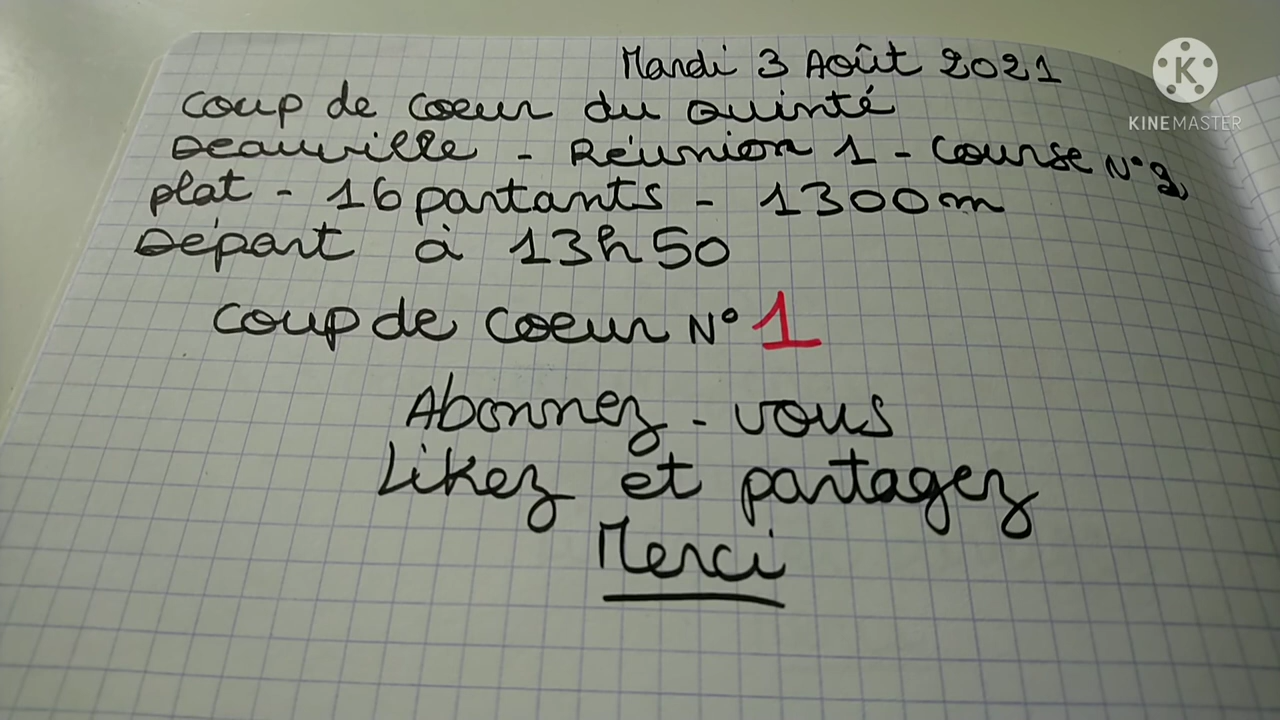 Mardi 3 Août 2021
Coup de coeur du Quinté
Deauville - Réunion 1 - Course N°2
plat - 16 partants - 1300m
Départ à 13h50
Coup de coeur N° 1
Abonnez-vous
Likez et partagez
Merci
KINEMASTER